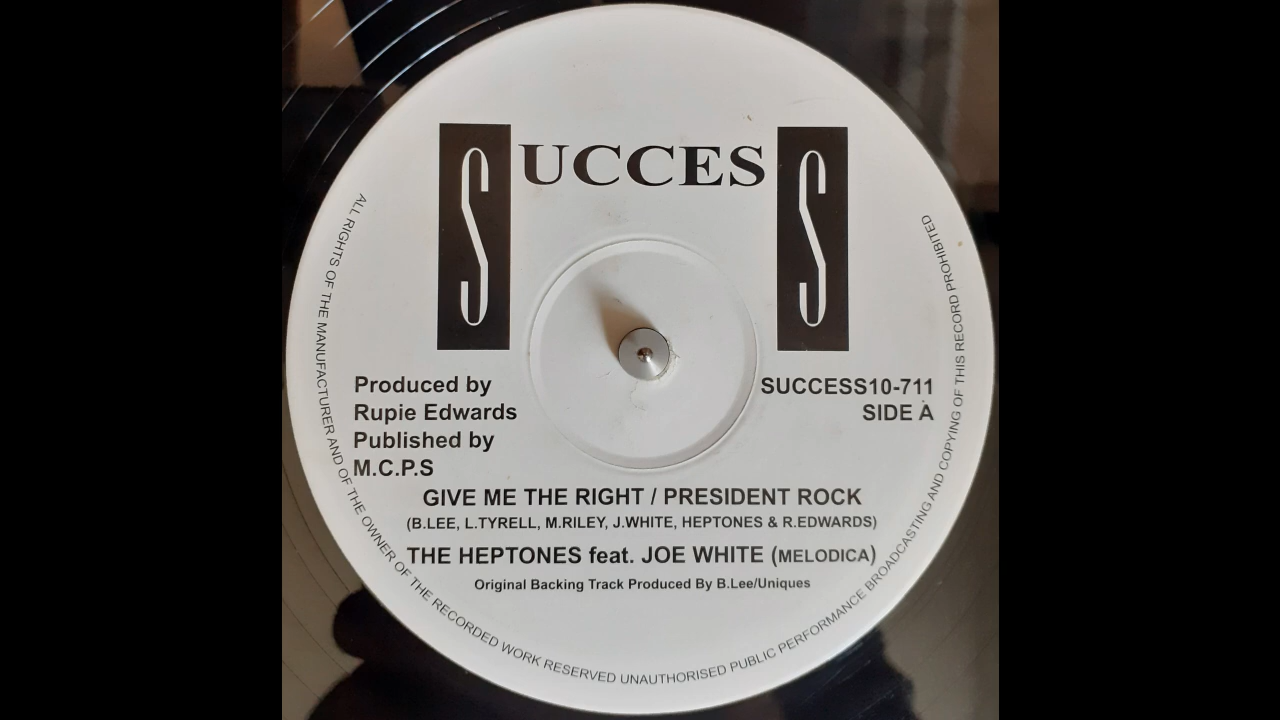 SUCCESS
Produced by
Rupie Edwards
Published by
M.C.P.S
SUCCESS10-711
SIDE A
GIVE ME THE RIGHT / PRESIDENT ROCK
(B.LEE, L.TYRELL, M.RILEY, J.WHITE, HEPTONES & R.EDWARDS)
THE HEPTONES feat. JOE WHITE (MELODICA)
Original Backing Track Produced By B.Lee/Uniques
ALL RIGHTS OF THE MANUFACTURER AND OF THE OWNER OF THE RECORDED WORK RESERVED UNAUTHORISED PUBLIC PERFORMANCE BROADCASTING AND COPYING OF THIS RECORD PROHIBITED